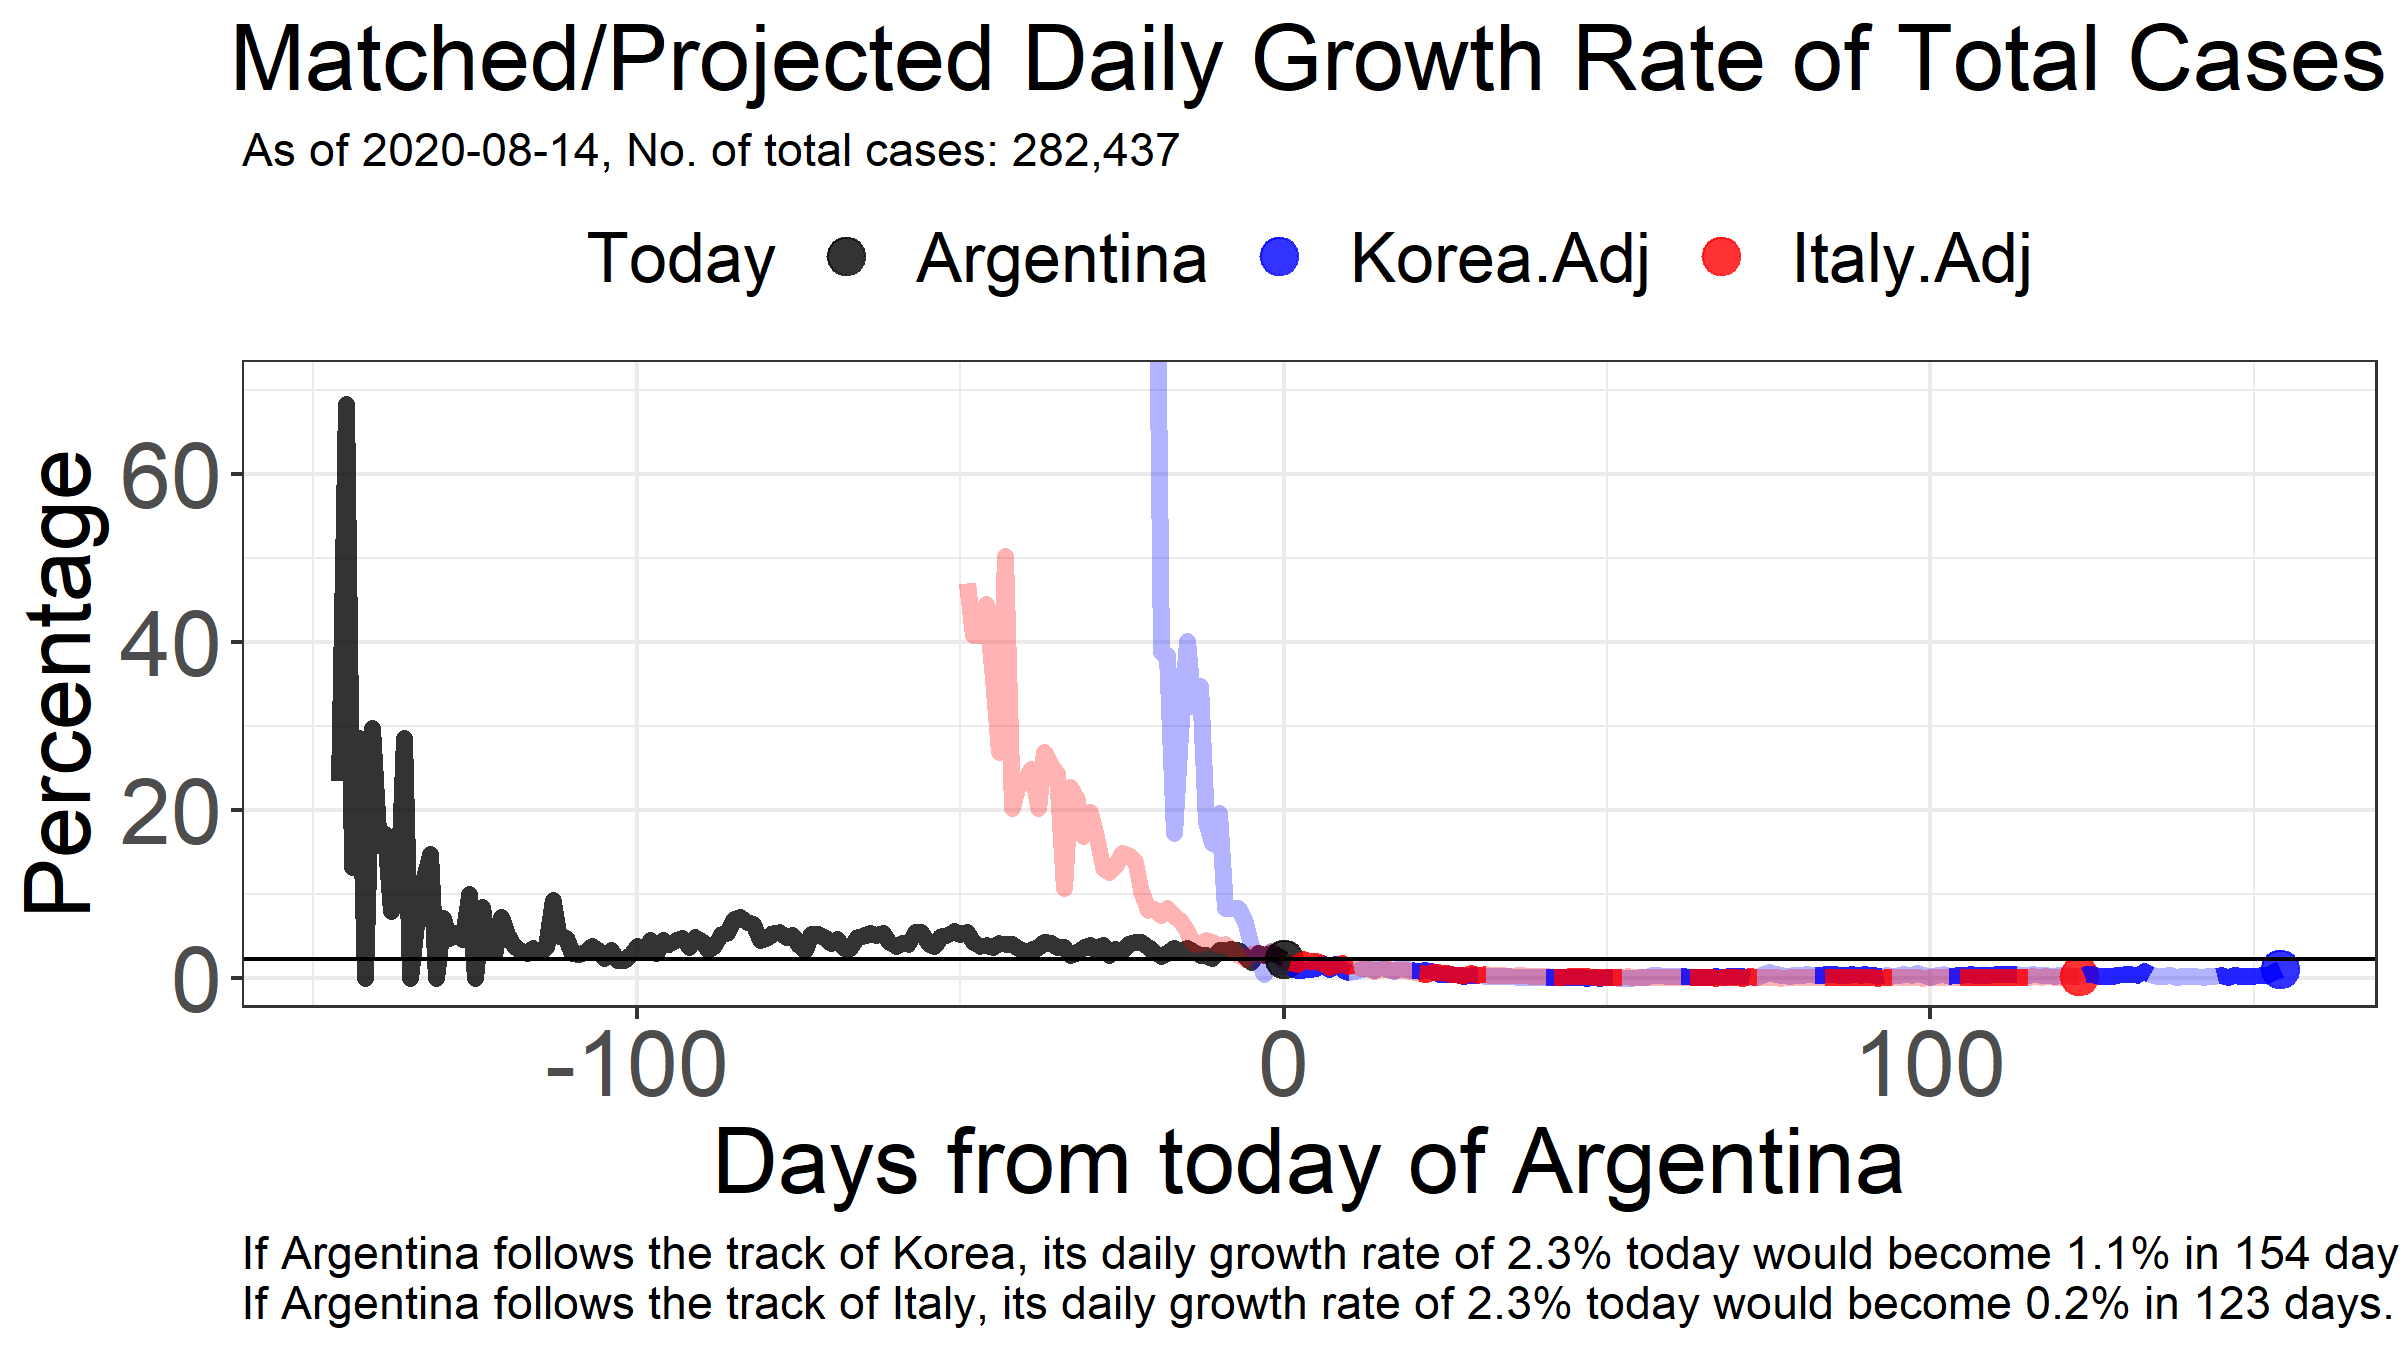 Matched/Projected Daily Growth Rate of Total Cases
As of 2020-08-14, No. of total cases: 282,437
Today Argentina Korea.Adj Italy.Adj
Percentage
60
40
20
0
-100 0 100
Days from today of Argentina
If Argentina follows the track of Korea, its daily growth rate of 2.3% today would become 1.1% in 154 day
If Argentina follows the track of Italy, its daily growth rate of 2.3% today would become 0.2% in 123 days.